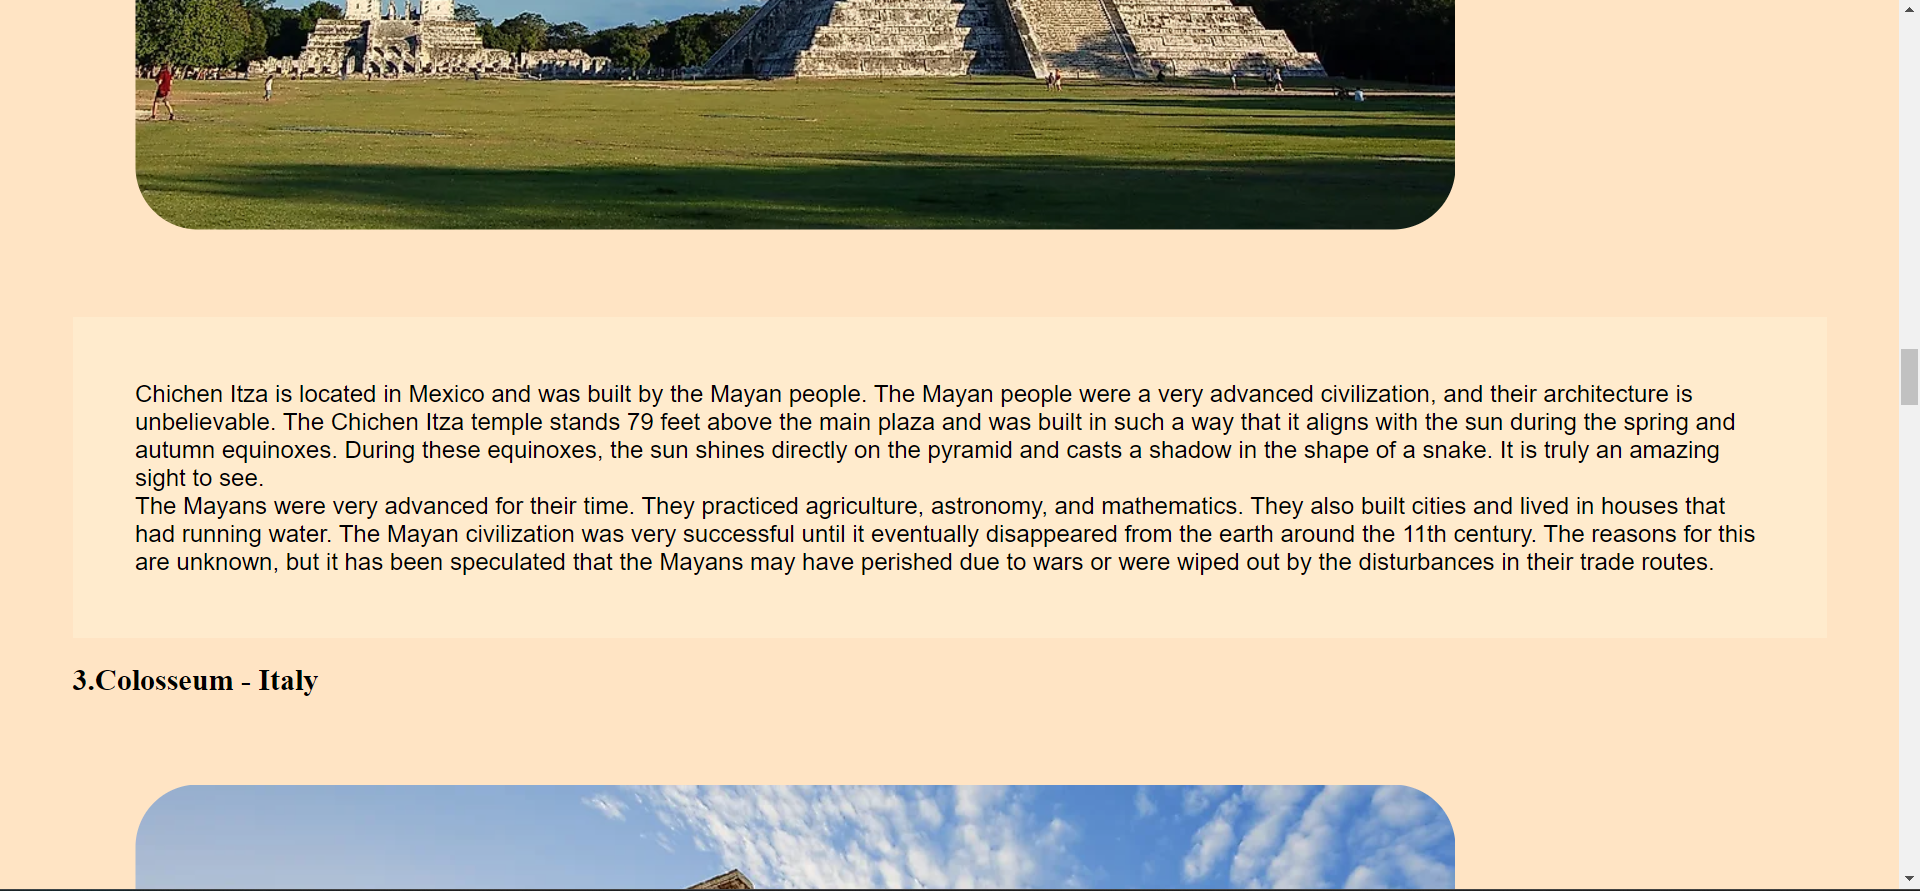 Chichen Itza is located in Mexico and was built by the Mayan people. The Mayan people were a very advanced civilization, and their architecture is
unbelievable. The Chichen Itza temple stands 79 feet above the main plaza and was built in such a way that it aligns with the sun during the spring and
autumn equinoxes. During these equinoxes, the sun shines directly on the pyramid and casts a shadow in the shape of a snake. It is truly an amazing
sight to see.
The Mayans were very advanced for their time. They practiced agriculture, astronomy, and mathematics. They also built cities and lived in houses that
had running water. The Mayan civilization was very successful until it eventually disappeared from the earth around the 11th century. The reasons for this
are unknown, but it has been speculated that the Mayans may have perished due to wars or were wiped out by the disturbances in their trade routes.
3.Colosseum - Italy